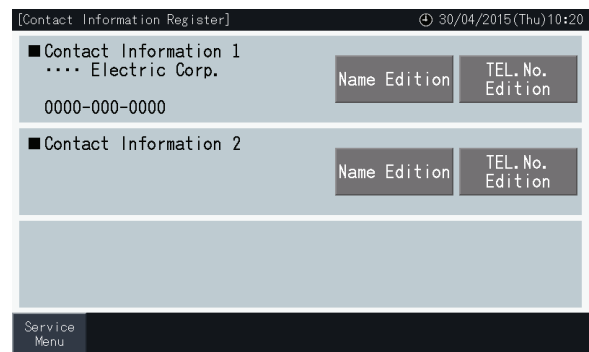 [Contact Information Register]
30/04/2015(Thu)10:20
■Contact Information 1
···· Electric Corp.
0000-000-0000
Name Edition
TEL.No.
Edition
■Contact Information 2
Name Edition
TEL.No.
Edition
Service
Menu